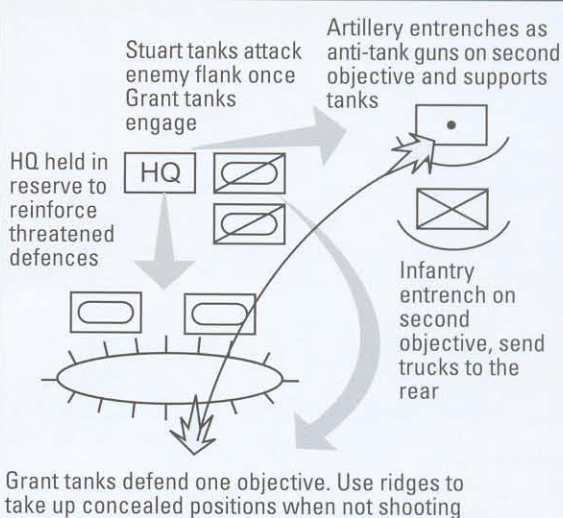 Stuart tanks attack
enemy flank once
Grant tanks
engage
Artillery entrenches as
anti-tank guns on second
objective and supports
tanks
HQ held in
reserve to
reinforce
threatened
defences
HQ
Infantry
entrench on
second
objective, send
trucks to the
rear
Grant tanks defend one objective. Use ridges to
take up concealed positions when not shooting